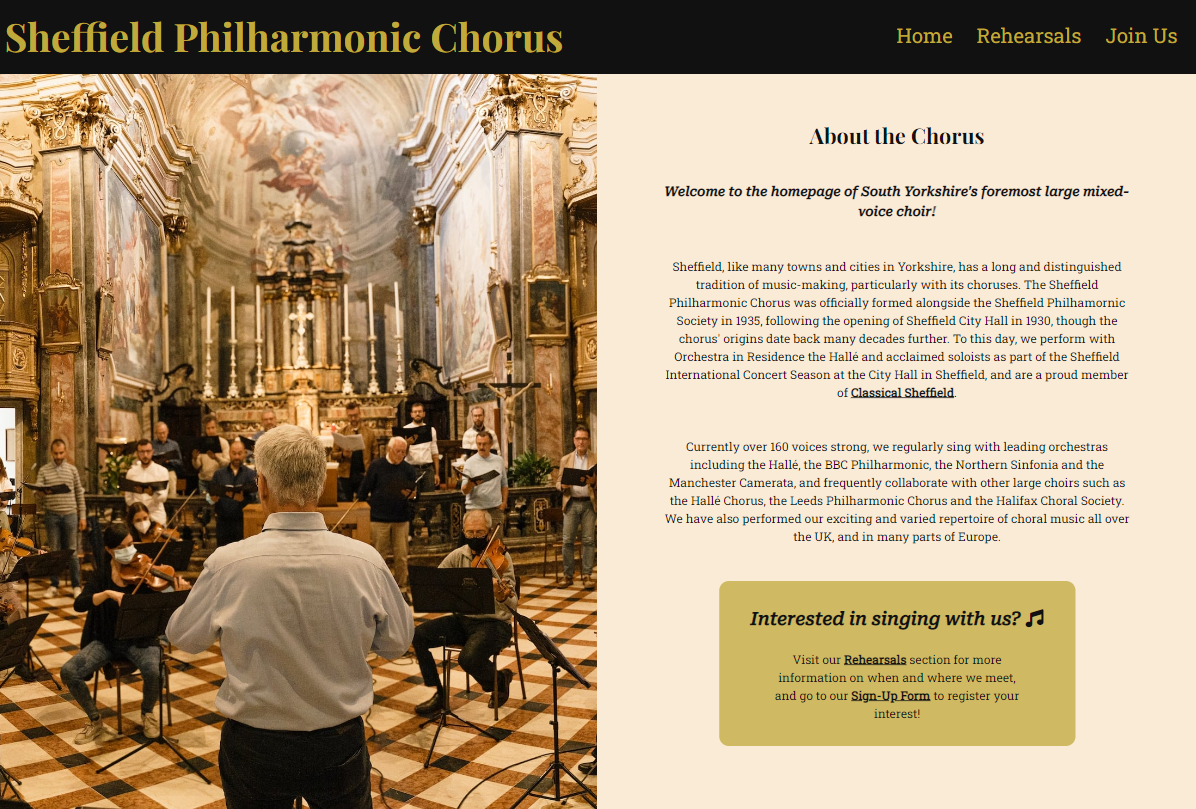 Sheffield Philharmonic Chorus
Home Rehearsals Join Us
About the Chorus
Welcome to the homepage of South Yorkshire's foremost large mixed-
voice choir!
Sheffield, like many towns and cities in Yorkshire, has a long and distinguished
tradition of music-making, particularly with its choruses. The Sheffield
Philharmonic Chorus was officially formed alongside the Sheffield Philhamornic
Society in 1935, following the opening of Sheffield City Hall in 1930, though the
chorus' origins date back many decades further. To this day, we perform with
Orchestra in Residence the Hallé and acclaimed soloists as part of the Sheffield
International Concert Season at the City Hall in Sheffield, and are a proud member
of Classical Sheffield.
Currently over 160 voices strong, we regularly sing with leading orchestras
including the Hallé, the BBC Philharmonic, the Northern Sinfonia and the
Manchester Camerata, and frequently collaborate with other large choirs such as
the Hallé Chorus, the Leeds Philharmonic Chorus and the Halifax Choral Society.
We have also performed our exciting and varied repertoire of choral music all over
the UK, and in many parts of Europe.
Interested in singing with us?
Visit our Rehearsals section for more
information on when and where we meet,
and go to our Sign-Up Form to register your
interest!